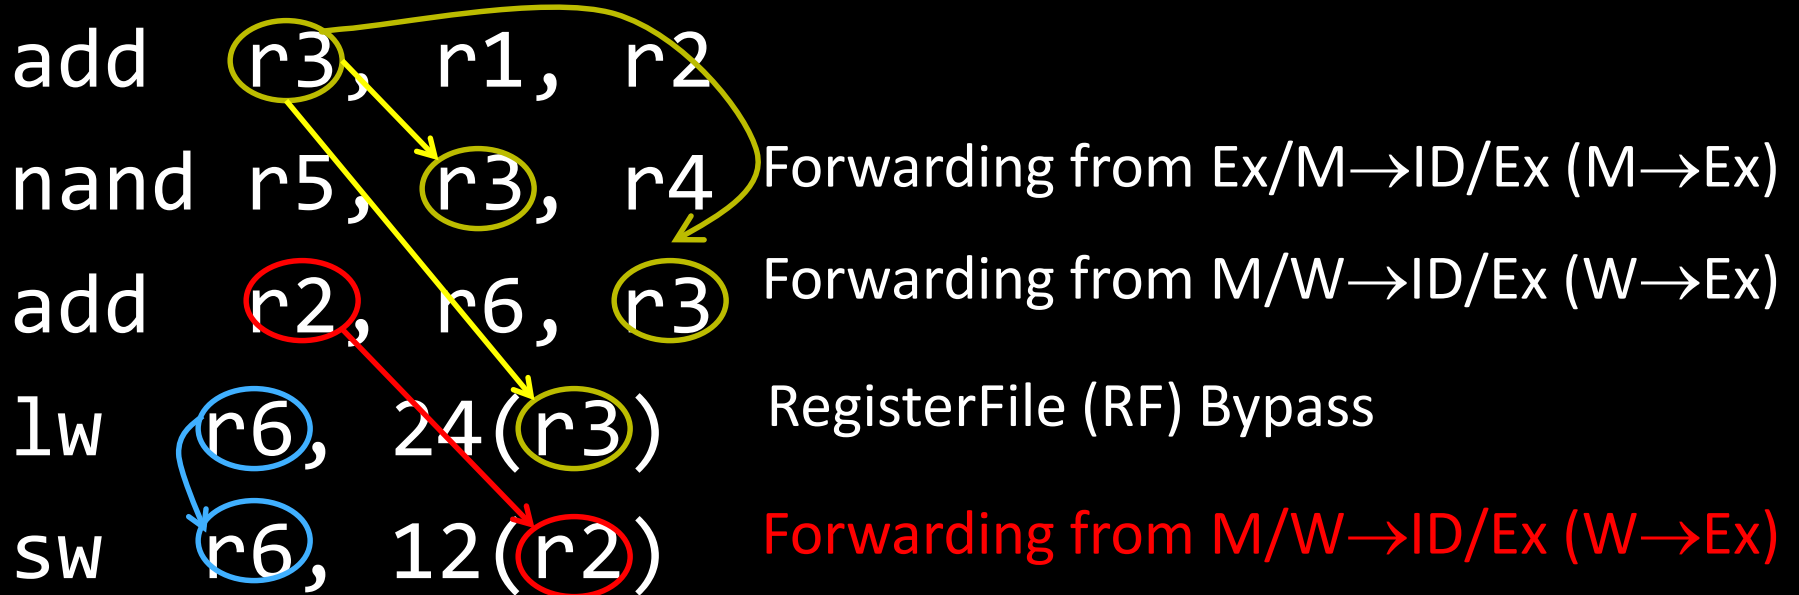 add r3, r1, r2
nand r5, r3, r4 Forwarding from Ex/M→ID/Ex (M→Ex)
add r2, r6, r3 Forwarding from M/W→ID/Ex (W→Ex)
lw r6, 24(r3) RegisterFile (RF) Bypass
sw r6, 12(r2) Forwarding from M/W→ID/Ex (W→Ex)